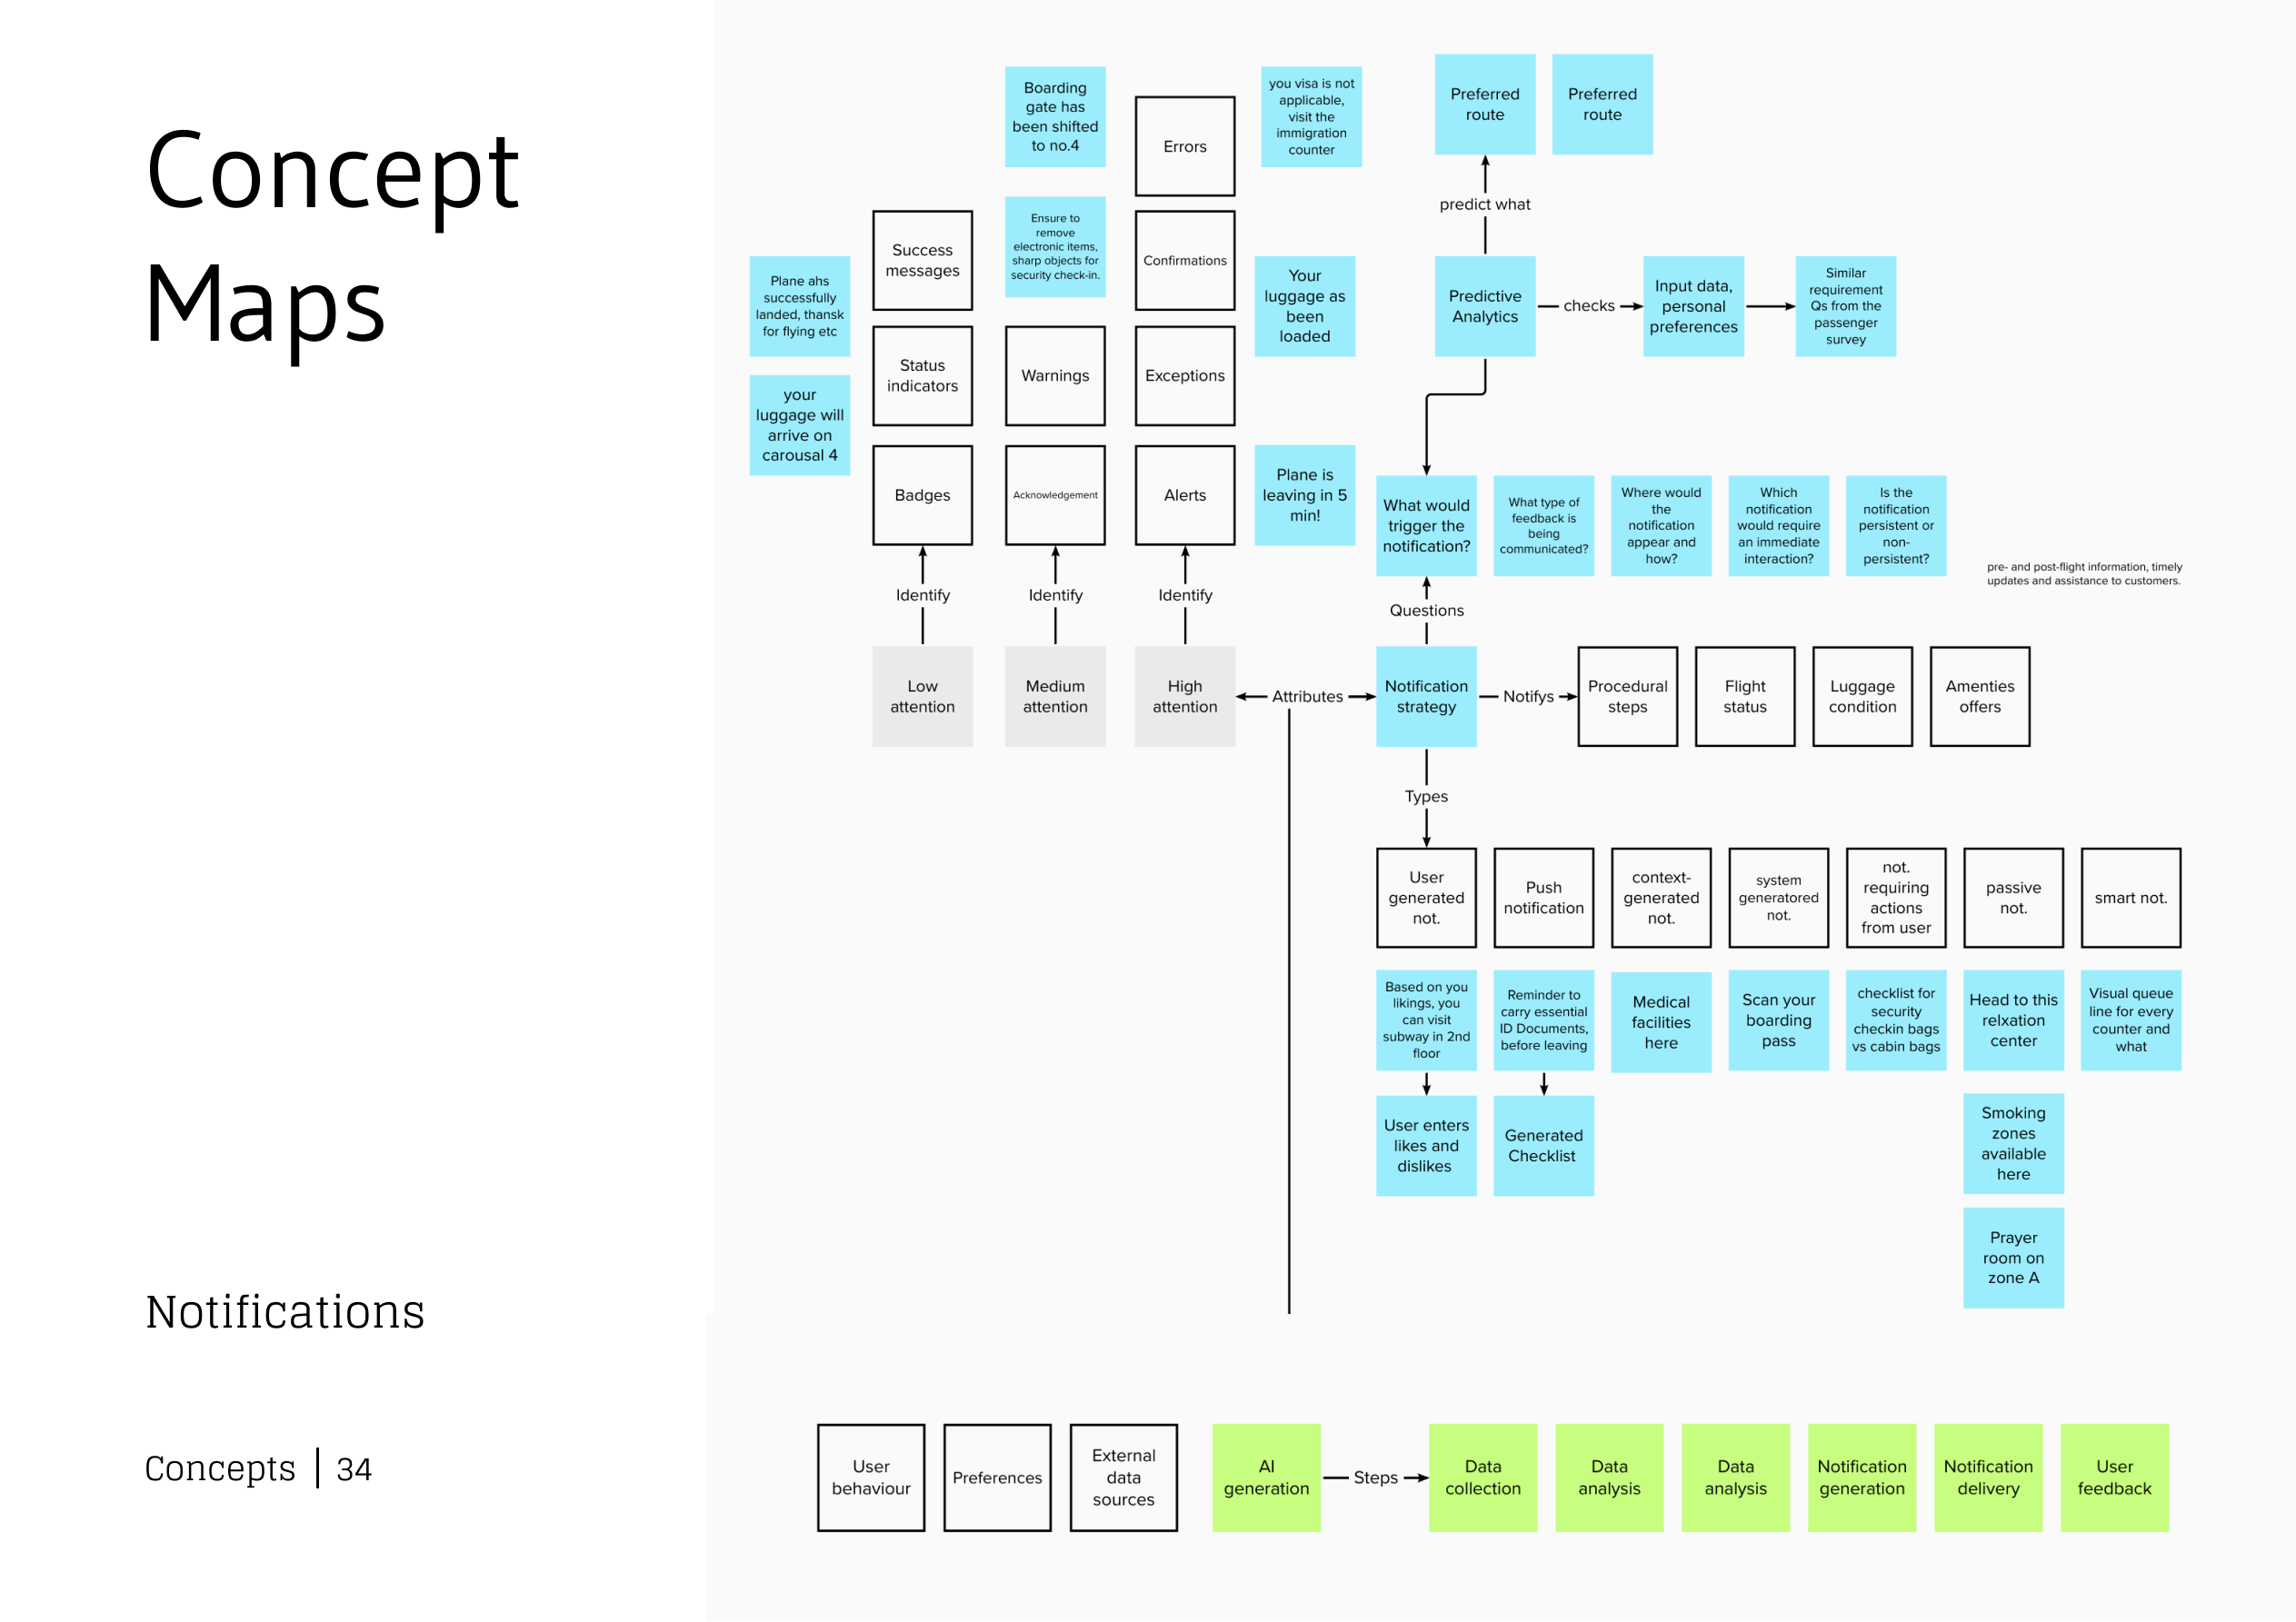 Concept
Maps
Notifications
Concepts | 34
Boarding
gate has
been shifted
to no.4
Errors
you visa is not
applicable,
visit the
immigration
counter
Preferred
route
Preferred
route
predict what
Success
messages
Ensure to
remove
electronic items,
sharp objects for
security check-in.
Confirmations
Plane ahs
successfully
landed, thansk
for flying etc
Your
luggage as
been
loaded
Predictive
Analytics
checks
Input data,
personal
preferences
Similar
requirement
Qs from the
passenger
survey
Status
indicators
Warnings
Exceptions
your
luggage will
arrive on
carousal 4
Badges
Acknowledgement
Alerts
Plane is
leaving in 5
min!
What would
trigger the
notification?
What type of
feedback is
being
communicated?
Where would
the
notification
appear and
how?
Which
notification
would require
an immediate
interaction?
Is the
notification
persistent or
non-
persistent?
pre- and post-flight information, timely
updates and assistance to customers.
Identify
Identify
Identify
Questions
Low
attention
Medium
attention
High
attention
Attributes
Notification
strategy
Notifys
Procedural
steps
Flight
status
Luggage
condition
Amenties
offers
Types
User
generated
not.
Push
notification
context-
generated
not.
system
generatored
not.
not.
requiring
actions
from user
passive
not.
smart not.
Based on you
likings, you
can visit
subway in 2nd
floor
Reminder to
carry essential
ID Documents,
before leaving
Medical
facilities
here
Scan your
boarding
pass
checklist for
security
checkin bags
vs cabin bags
Head to this
relxation
center
Visual queue
line for every
counter and
what
User enters
likes and
dislikes
Generated
Checklist
Smoking
zones
available
here
Prayer
room on
zone A
User
behaviour
Preferences
External
data
sources
AI
generation
Steps
Data
collection
Data
analysis
Data
analysis
Notification
generation
Notification
delivery
User
feedback